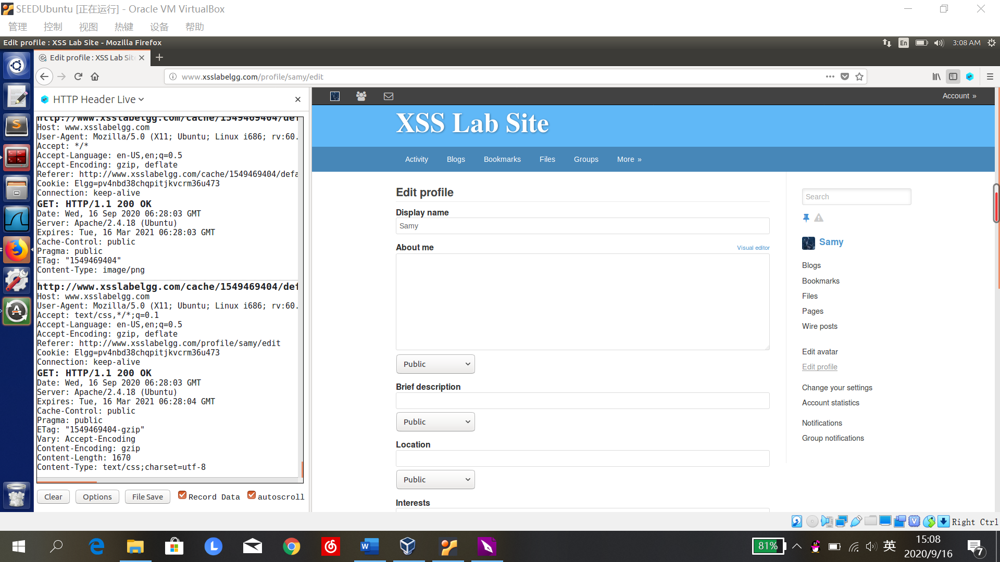 SEEDUbuntu [正在运行] - Oracle VM VirtualBox
管理 控制 视图 热键 设备 帮助
Edit profile : XSS Lab Site - Mozilla Firefox
En 3:08 AM
Edit profile : XSS Lab Sit
www.xsslabelgg.com/profile/samy/edit
HTTP Header Live
http://www.xsslabelgg.com/cache/1549469404/def
Host: www.xsslabelgg.com
User-Agent: Mozilla/5.0 (X11; Ubuntu; Linux i686; rv:60.
Accept: */*
Accept-Language: en-US,en;q=0.5
Accept-Encoding: gzip, deflate
Referer: http://www.xsslabelgg.com/cache/1549469404/defa
Cookie: Elgg=pv4nbd38chqpitjkvcrm36u473
Connection: keep-alive
GET: HTTP/1.1 200 OK
Date: Wed, 16 Sep 2020 06:28:03 GMT
Server: Apache/2.4.18 (Ubuntu)
Expires: Tue, 16 Mar 2021 06:28:03 GMT
Cache-Control: public
Pragma: public
ETag: "1549469404"
Content-Type: image/png
http://www.xsslabelgg.com/cache/1549469404/def
Host: www.xsslabelgg.com
User-Agent: Mozilla/5.0 (X11; Ubuntu; Linux i686; rv:60.
Accept: text/css,*/*;q=0.1
Accept-Language: en-US,en;q=0.5
Accept-Encoding: gzip, deflate
Referer: http://www.xsslabelgg.com/profile/samy/edit
Cookie: Elgg=pv4nbd38chqpitjkvcrm36u473
Connection: keep-alive
GET: HTTP/1.1 200 OK
Date: Wed, 16 Sep 2020 06:28:03 GMT
Server: Apache/2.4.18 (Ubuntu)
Expires: Tue, 16 Mar 2021 06:28:04 GMT
Cache-Control: public
Pragma: public
ETag: "1549469404-gzip"
Vary: Accept-Encoding
Content-Encoding: gzip
Content-Length: 1670
Content-Type: text/css;charset=utf-8
Clear Options File Save Record Data autoscroll
Account »
XSS Lab Site
Activity Blogs Bookmarks Files Groups More »
Edit profile
Display name
Samy
About me
Visual editor
Public
Brief description
Public
Location
Public
Interests
Search
Samy
Blogs
Bookmarks
Files
Pages
Wire posts
Edit avatar
Edit profile
Change your settings
Account statistics
Notifications
Group notifications
Right Ctrl
81%
英
15:08
2020/9/16
7